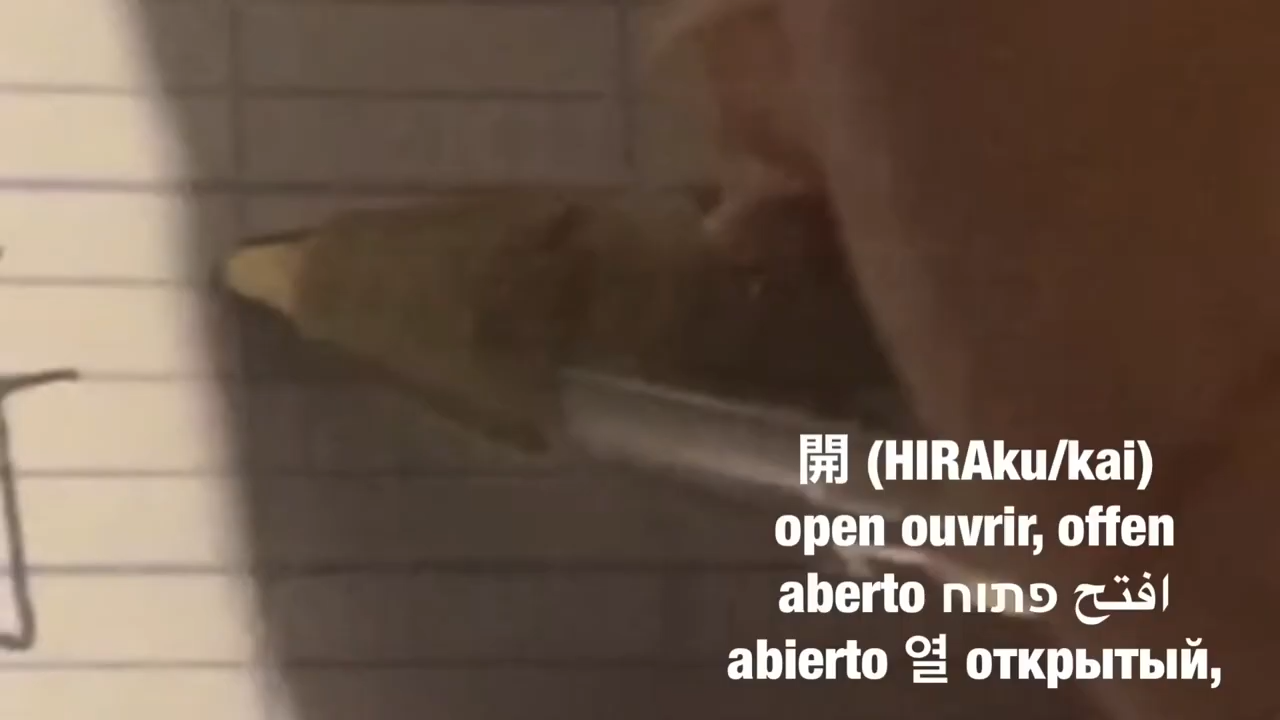 開 (HIRAku/kai)
open ouvrir, offen
aberto פתוח افتح
abierto 열 открытый,